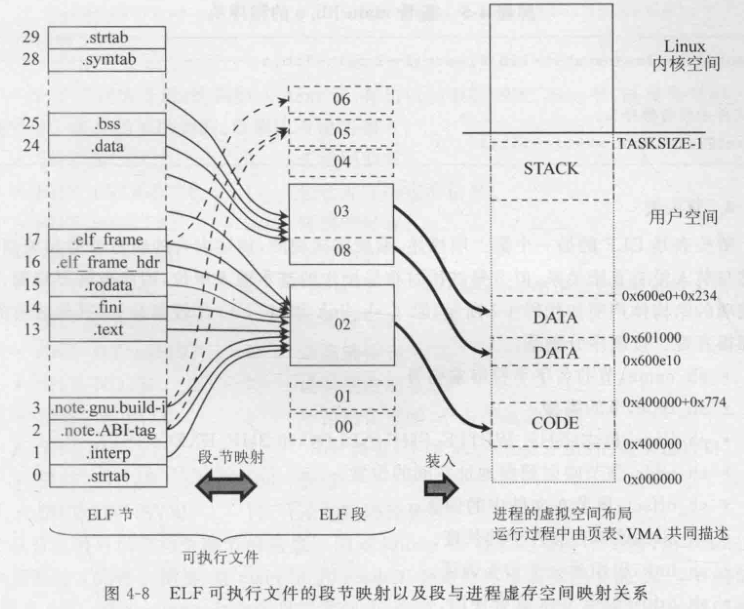 29 .strtab
28 .symtab
25 .bss
24 .data
17 .elf_frame
16 .elf_frame_hdr
15 .rodata
14 .fini
13 .text
3 .note.gnu.build-i
2 .note.ABI-tag
1 .interp
0 .strtab
ELF 节
可执行文件
段-节映射
06
05
04
03
08
02
01
00
ELF段
装入
Linux
内核空间
TASKSIZE-1
STACK
用户空间
0x600e0+0x234
DATA
0x601000
DATA
0x600e10
0x400000+0x774
CODE
0x400000
0x000000
进程的虚拟空间布局
运行过程中由页表、VMA 共同描述
图 4-8 ELF 可执行文件的段节映射以及段与进程虚存空间映射关系